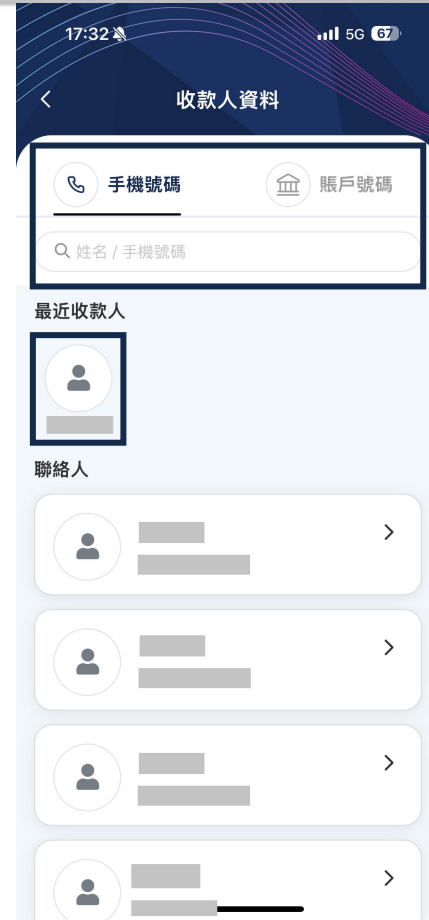 17:32 5G 67
收款人資料
手機號碼 賬戶號碼
姓名 / 手機號碼
最近收款人
聯絡人